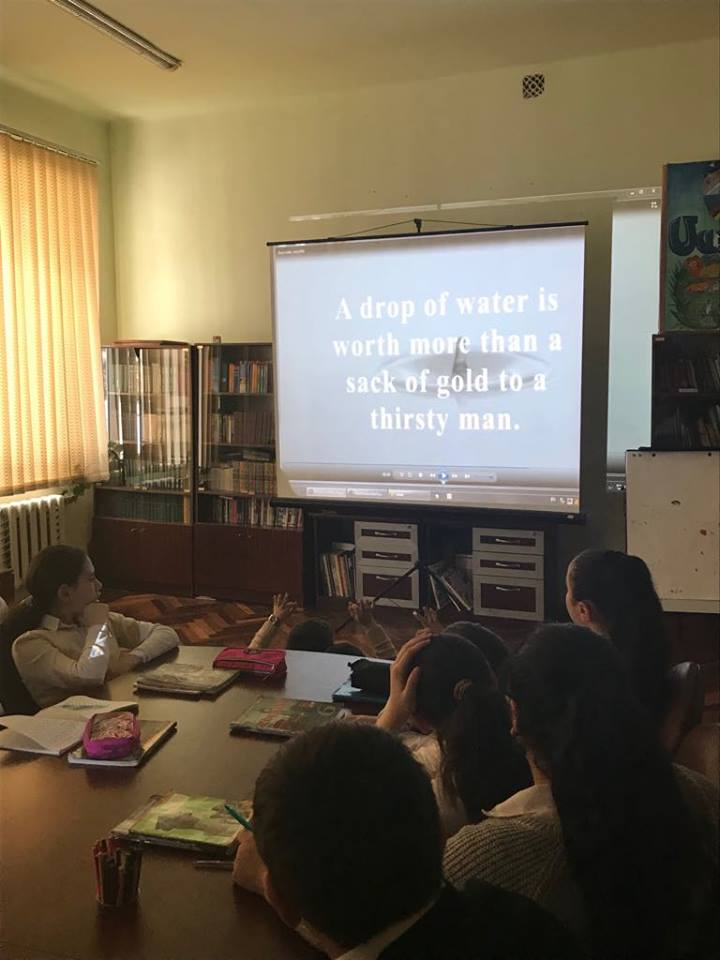 A drop of water is
worth more than a
sack of gold to a
thirsty man.